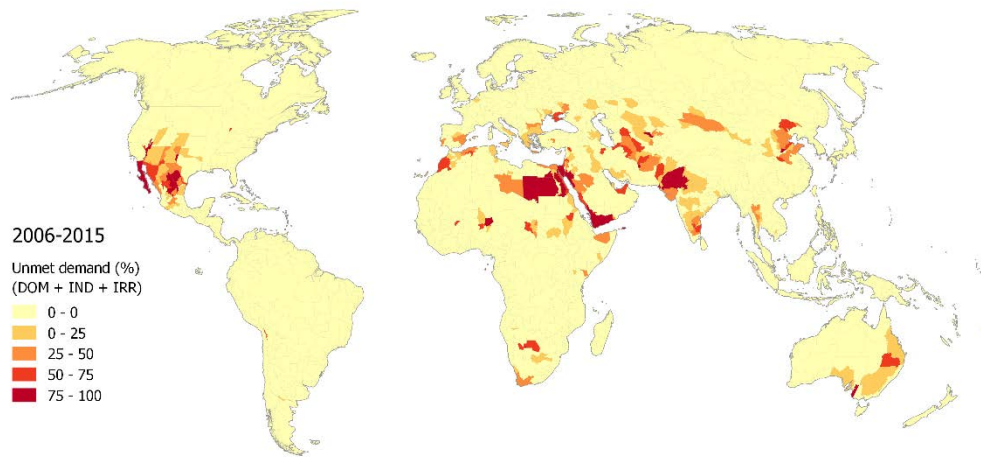 2006-2015
Unmet demand (%)
(DOM + IND + IRR)
0 - 0
0 - 25
25 - 50
50 - 75
75 - 100